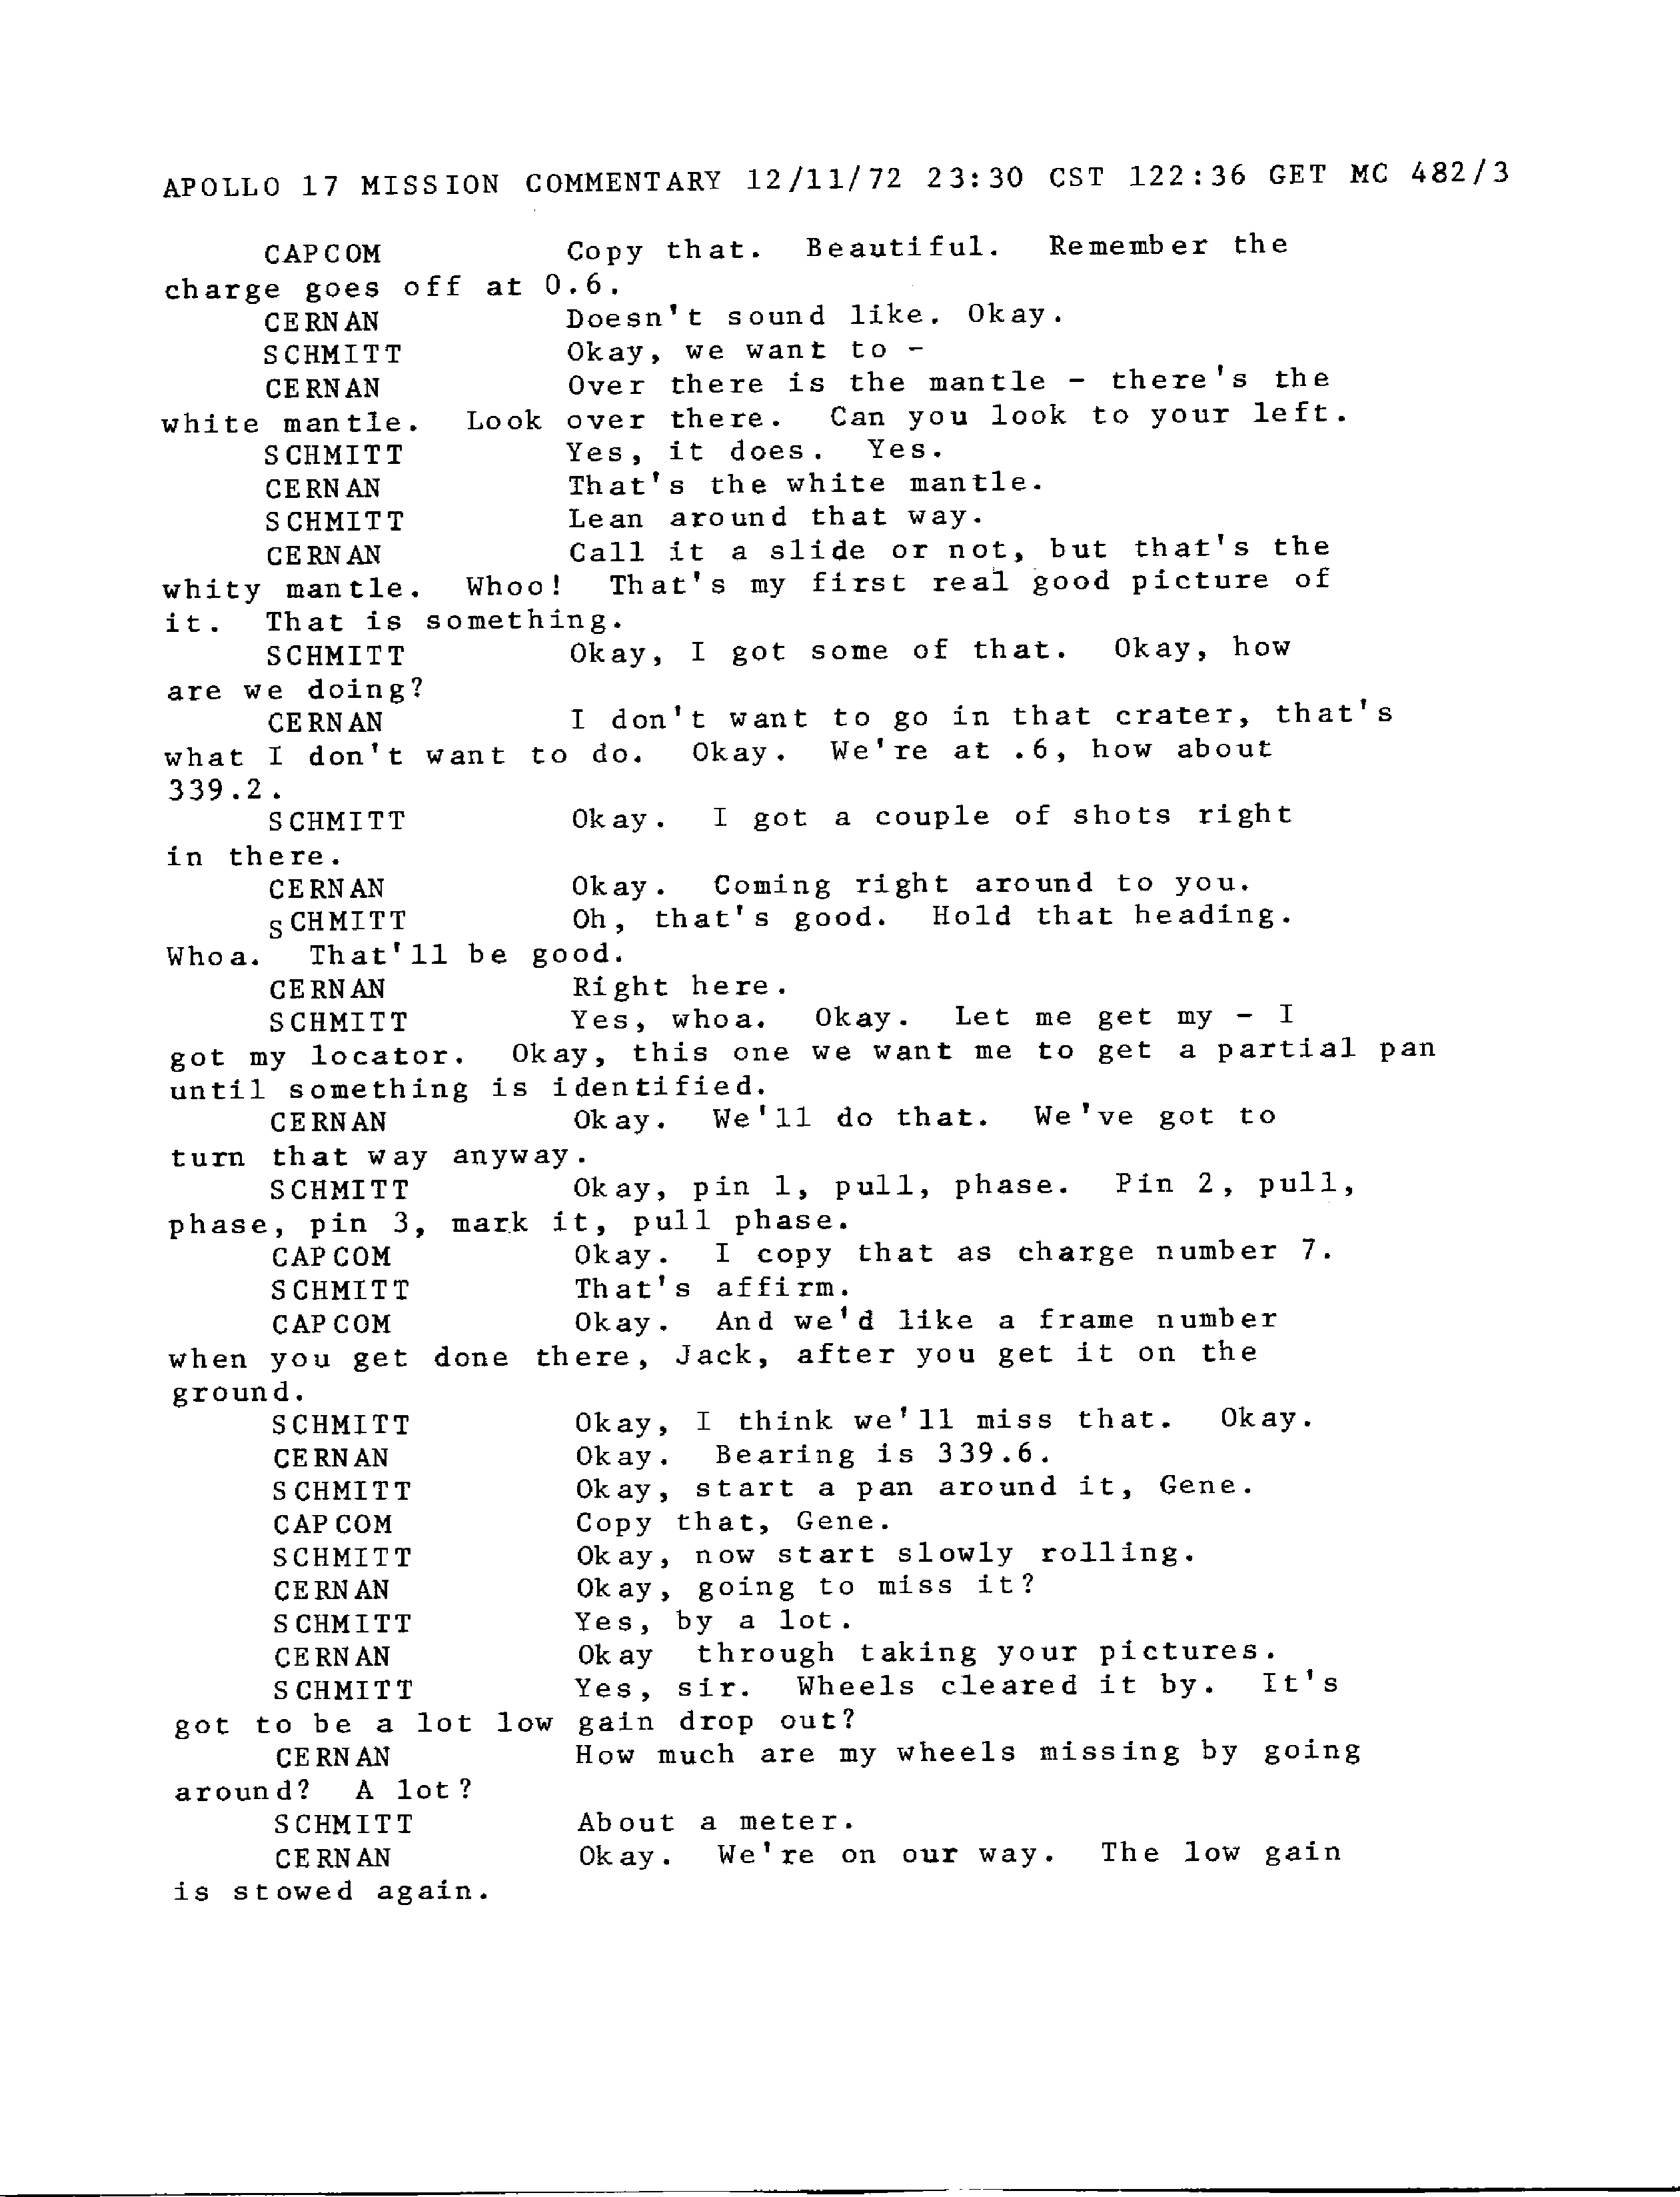 APOLLO 17 MISSION COMMENTARY 12/11/72 23:30 CST 122:36 GET MC 482/3
CAPCOM Copy that. Beautiful. Remember the
charge goes off at 0.6.
CERNAN Doesn't sound like. Okay.
SCHMITT Okay, we want to -
CERNAN Over there is the mantle - there's the
white mantle. Look over there. Can you look to your left.
SCHMITT Yes, it does. Yes.
CERNAN That's the white mantle.
SCHMITT Lean around that way.
CERNAN Call it a slide or not, but that's the
whity mantle. Whoo! That's my first real good picture of
it. That is something.
SCHMITT Okay, I got some of that. Okay, how
are we doing?
CERNAN I don't want to go in that crater, that's
what I don't want to do. Okay. We're at .6, how about
339.2.
SCHMITT Okay. I got a couple of shots right
in there.
CERNAN Okay. Coming right around to you.
SCHMITT Oh, that's good. Hold that heading.
Whoa. That'll be good.
CERNAN Right here.
SCHMITT Yes, whoa. Okay. Let me get my - I
got my locator. Okay, this one we want me to get a partial pan
until something is identified.
CERNAN Okay. We'll do that. We've got to
turn that way anyway.
SCHMITT Okay, pin 1, pull, phase. Pin 2, pull,
phase, pin 3, mark it, pull phase.
CAPCOM Okay. I copy that as charge number 7.
SCHMITT That's affirm.
CAPCOM Okay. And we'd like a frame number
when you get done there, Jack, after you get it on the
ground.
SCHMITT Okay, I think we'll miss that. Okay.
CERNAN Okay. Bearing is 339.6.
SCHMITT Okay, start a pan around it, Gene.
CAPCOM Copy that, Gene.
SCHMITT Okay, now start slowly rolling.
CERNAN Okay, going to miss it?
SCHMITT Yes, by a lot.
CERNAN Okay through taking your pictures.
SCHMITT Yes, sir. Wheels cleared it by. It's
got to be a lot low gain drop out?
CERNAN How much are my wheels missing by going
around? A lot?
SCHMITT About a meter.
CERNAN Okay. We're on our way. The low gain
is stowed again.